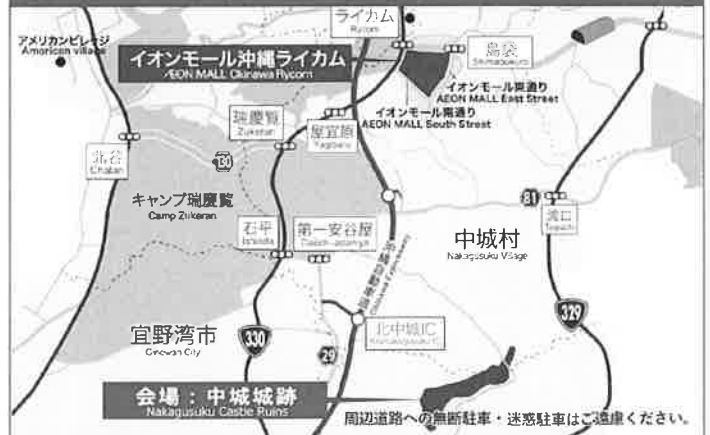 ライカム
Rycom
アメリカンビレッジ
American village
イオンモール沖縄ライカム
AEON MALL Okinawa Rycom
島袋
Shimabukuro
イオンモール東通り
AEON MALL East Street
イオンモール南通り
AEON MALL South Street
瑞慶覧
Zukeran
屋宜原
Yagibaru
北谷
Chatan
130
キャンプ瑞慶覧
Camp Zukeran
81
渡口
Toguchi
石平
Ishihira
第一安谷屋
Daiichi-adaniya
中城村
Nakagusuku Village
沖縄自動車道
Okinawa Expressway
宜野湾市
Ginowan City
330
29
北中城IC
329
会場：中城城跡
Nakagusuku Castle Ruins
周辺道路への無断駐車・迷惑駐車はご遠慮ください。